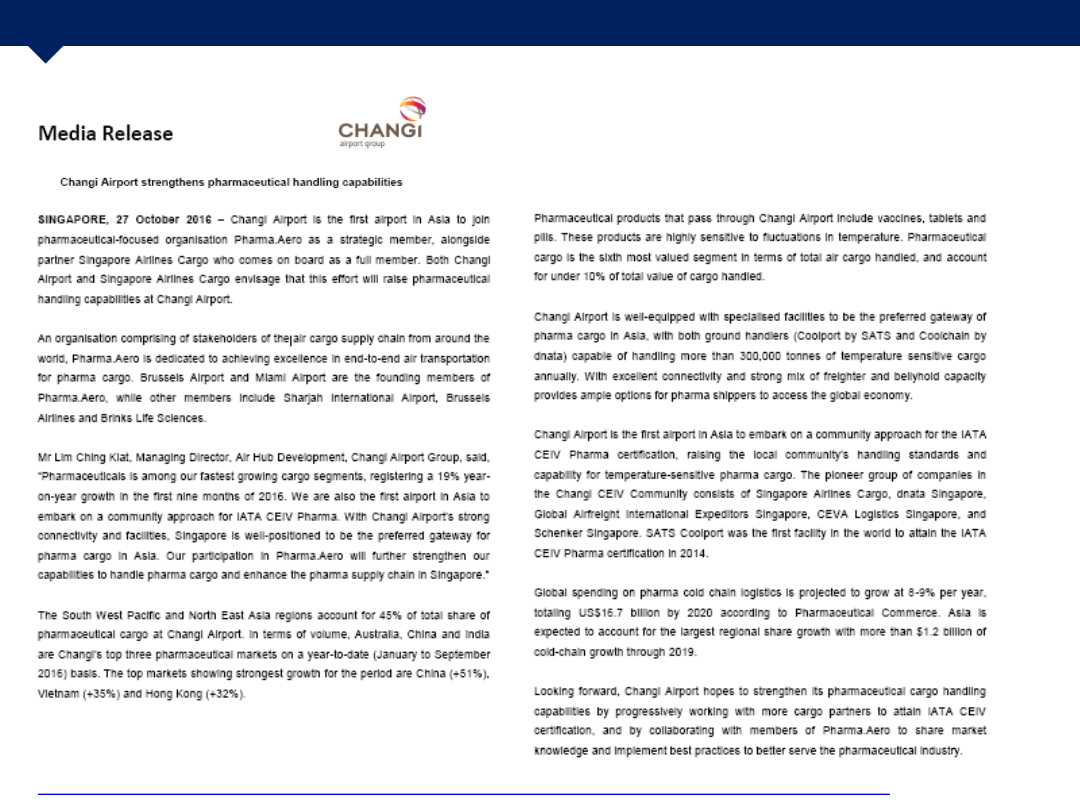 Media Release
CHANGI
airport group
Changi Airport strengthens pharmaceutical handling capabilities
SINGAPORE, 27 October 2016 – Changi Airport is the first airport in Asia to join
pharmaceutical-focused organisation Pharma.Aero as a strategic member, alongside
partner Singapore Airlines Cargo who comes on board as a full member. Both Changi
Airport and Singapore Airlines Cargo envisage that this effort will raise pharmaceutical
handling capabilities at Changi Airport.
An organisation comprising of stakeholders of the air cargo supply chain from around the
world, Pharma.Aero is dedicated to achieving excellence in end-to-end air transportation
for pharma cargo. Brussels Airport and Miami Airport are the founding members of
Pharma.Aero, while other members include Sharjah International Airport, Brussels
Airlines and Brinks Life Sciences.
Mr Lim Ching Kiat, Managing Director, Air Hub Development, Changi Airport Group, said,
"Pharmaceuticals is among our fastest growing cargo segments, registering a 19% year-
on-year growth in the first nine months of 2016. We are also the first airport in Asia to
embark on a community approach for IATA CEIV Pharma. With Changi Airport's strong
connectivity and facilities, Singapore is well-positioned to be the preferred gateway for
pharma cargo in Asia. Our participation in Pharma.Aero will further strengthen our
capabilities to handle pharma cargo and enhance the pharma supply chain in Singapore."
The South West Pacific and North East Asia regions account for 45% of total share of
pharmaceutical cargo at Changi Airport. In terms of volume, Australia, China and India
are Changi's top three pharmaceutical markets on a year-to-date (January to September
2016) basis. The top markets showing strongest growth for the period are China (+51%),
Vietnam (+35%) and Hong Kong (+32%).
Pharmaceutical products that pass through Changi Airport include vaccines, tablets and
pills. These products are highly sensitive to fluctuations in temperature. Pharmaceutical
cargo is the sixth most valued segment in terms of total air cargo handled, and account
for under 10% of total value of cargo handled.
Changi Airport is well-equipped with specialised facilities to be the preferred gateway of
pharma cargo in Asia, with both ground handlers (Coolport by SATS and Coolchain by
dnata) capable of handling more than 300,000 tonnes of temperature sensitive cargo
annually. With excellent connectivity and strong mix of freighter and bellyhold capacity
provides ample options for pharma shippers to access the global economy.
Changi Airport is the first airport in Asia to embark on a community approach for the IATA
CEIV Pharma certification, raising the local community's handling standards and
capability for temperature-sensitive pharma cargo. The pioneer group of companies in
the Changi CEIV Community consists of Singapore Airlines Cargo, dnata Singapore,
Global Airfreight International Expeditors Singapore, CEVA Logistics Singapore, and
Schenker Singapore. SATS Coolport was the first facility in the world to attain the IATA
CEIV Pharma certification in 2014.
Global spending on pharma cold chain logistics is projected to grow at 8-9% per year,
totaling US$16.7 billion by 2020 according to Pharmaceutical Commerce. Asia is
expected to account for the largest regional share growth with more than $1.2 billion of
cold-chain growth through 2019.
Looking forward, Changi Airport hopes to strengthen its pharmaceutical cargo handling
capabilities by progressively working with more cargo partners to attain IATA CEIV
certification, and by collaborating with members of Pharma.Aero to share market
knowledge and implement best practices to better serve the pharmaceutical industry.